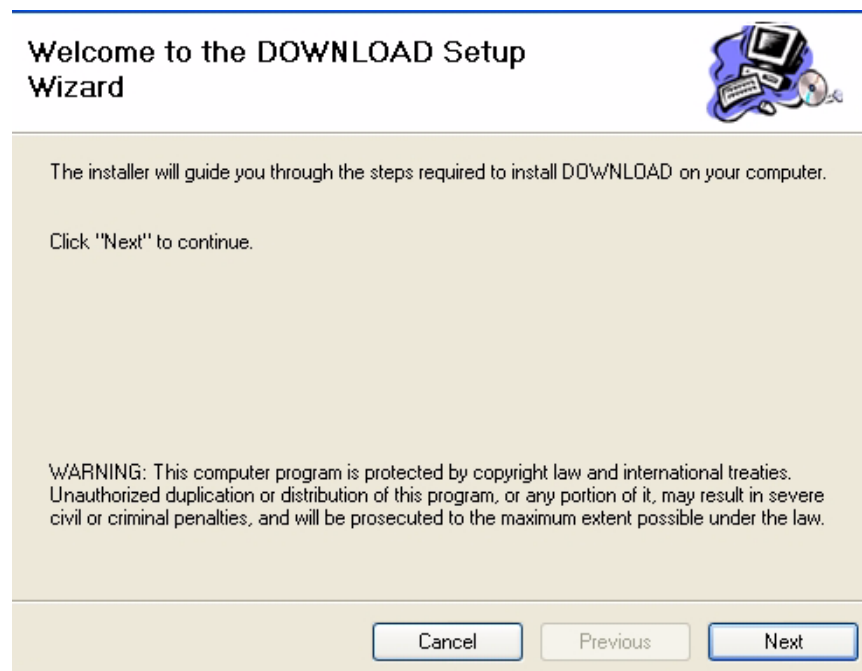 Welcome to the DOWNLOAD Setup
Wizard
The installer will guide you through the steps required to install DOWNLOAD on your computer.
Click "Next" to continue.
WARNING: This computer program is protected by copyright law and international treaties.
Unauthorized duplication or distribution of this program, or any portion of it, may result in severe
civil or criminal penalties, and will be prosecuted to the maximum extent possible under the law.
Cancel Previous Next